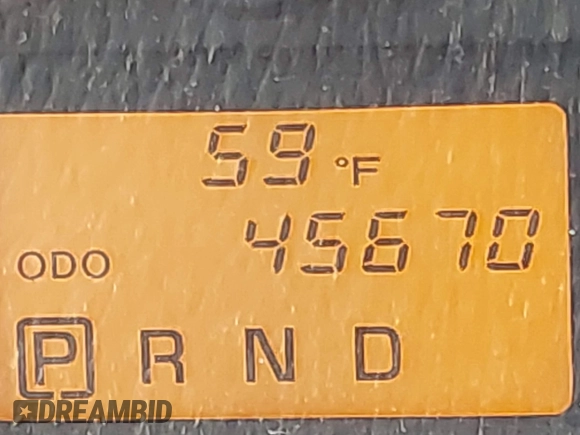 59 °F
ODO 45670
P R N D
DREAMBID